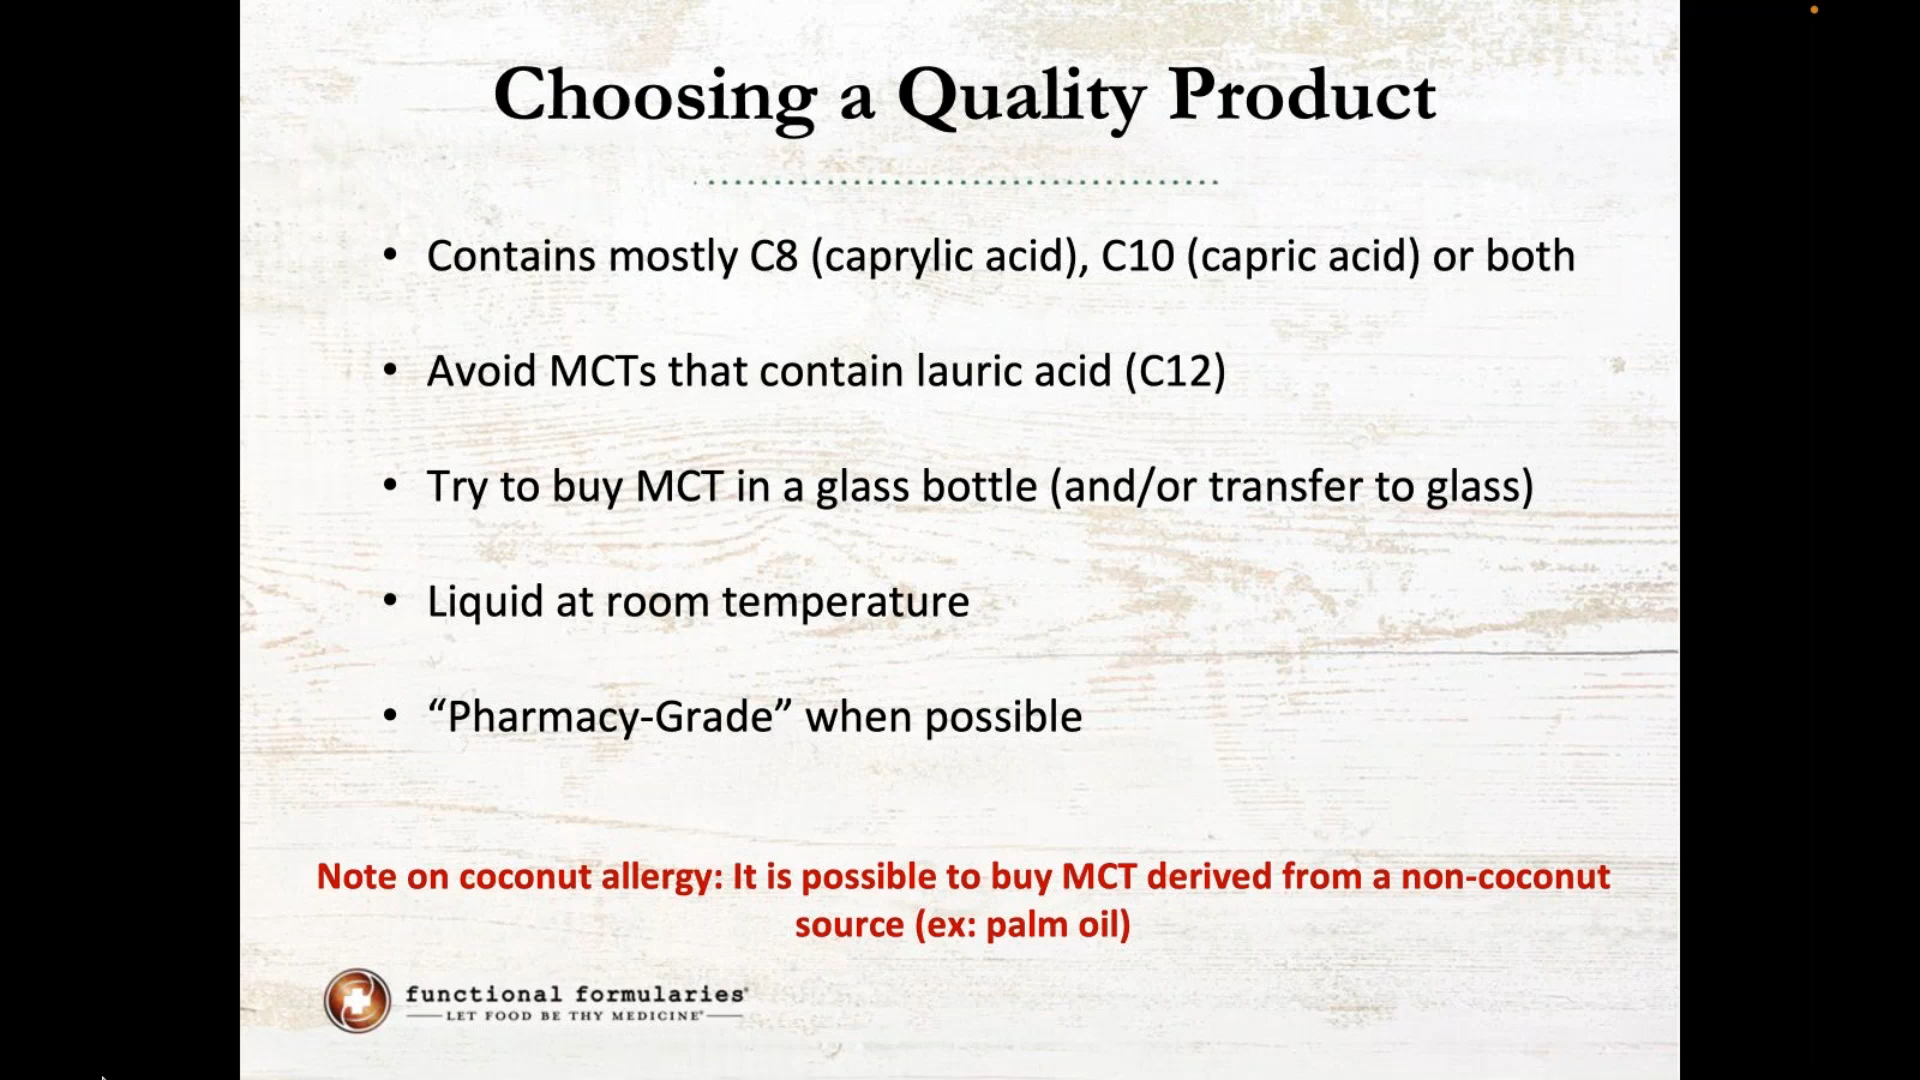 Choosing a Quality Product
• Contains mostly C8 (caprylic acid), C10 (capric acid) or both
• Avoid MCTs that contain lauric acid (C12)
• Try to buy MCT in a glass bottle (and/or transfer to glass)
• Liquid at room temperature
• “Pharmacy-Grade” when possible
Note on coconut allergy: It is possible to buy MCT derived from a non-coconut
source (ex: palm oil)
functional formularies®
LET FOOD BE THY MEDICINE®